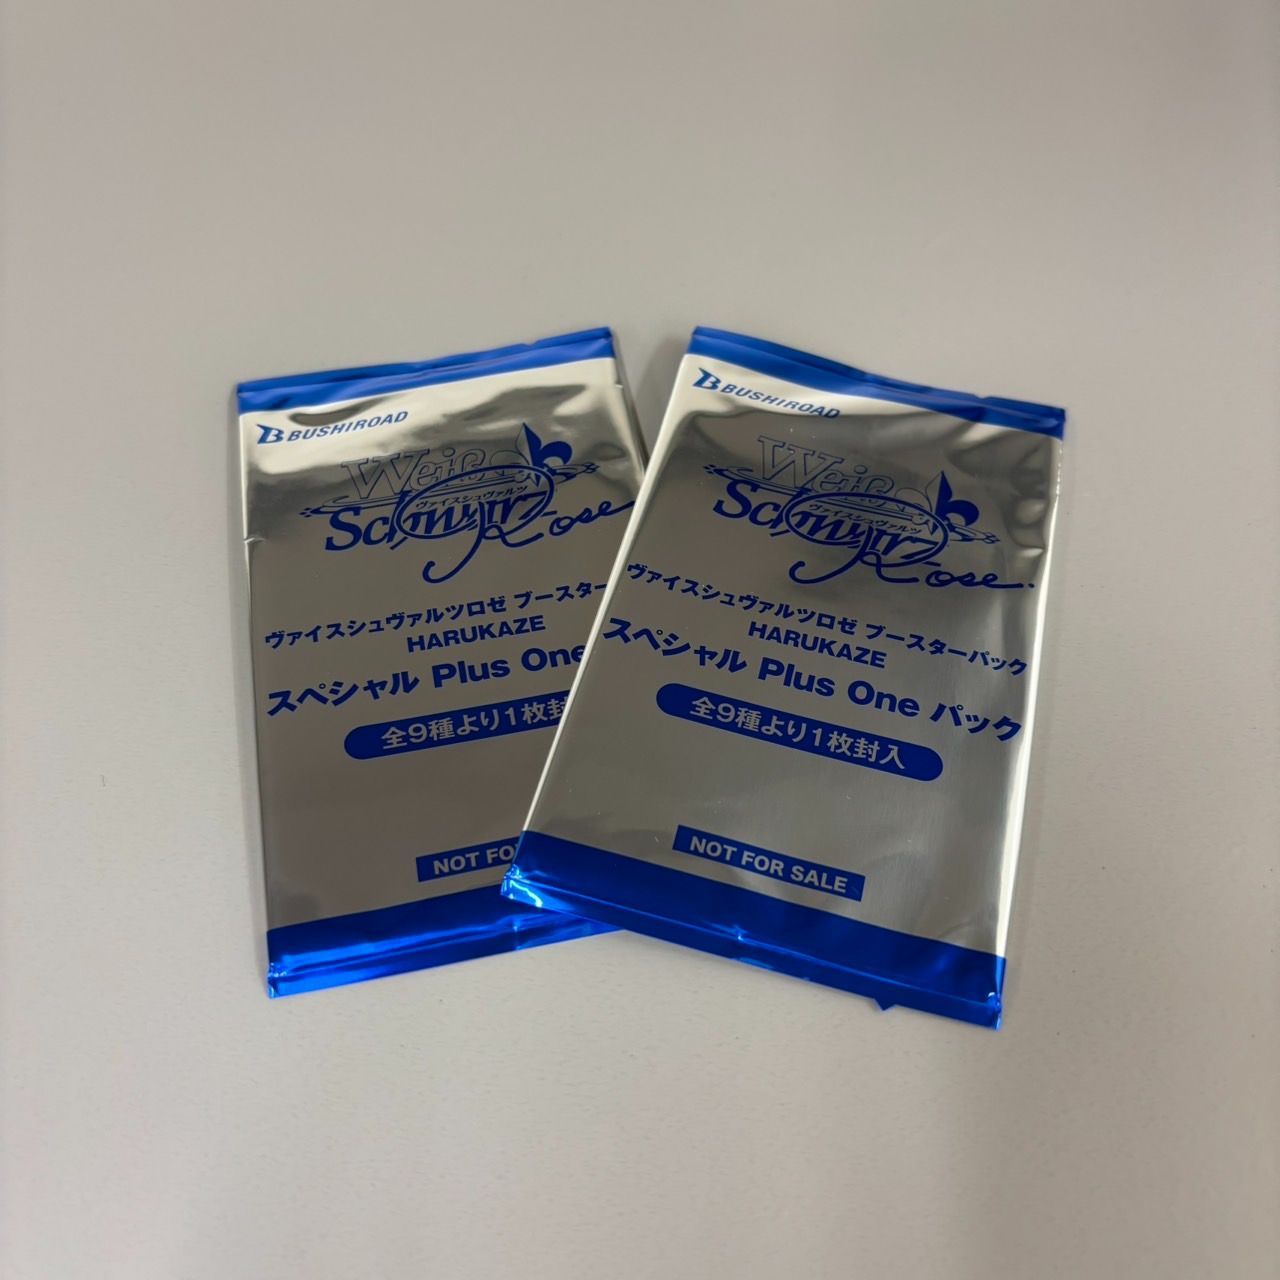 BUSHIROAD
Weiß
Schwarz
ヴァイスシュヴァルツ
Rose
ヴァイスシュヴァルツロゼ ブースター
HARUKAZE
スペシャル Plus One
全9種より1枚封
NOT FO
BUSHIROAD
Weiß
Schwarz
ヴァイスシュヴァルツ
Rose
ヴァイスシュヴァルツロゼ ブースターパック
HARUKAZE
スペシャル Plus One パック
全9種より1枚封入
NOT FOR SALE